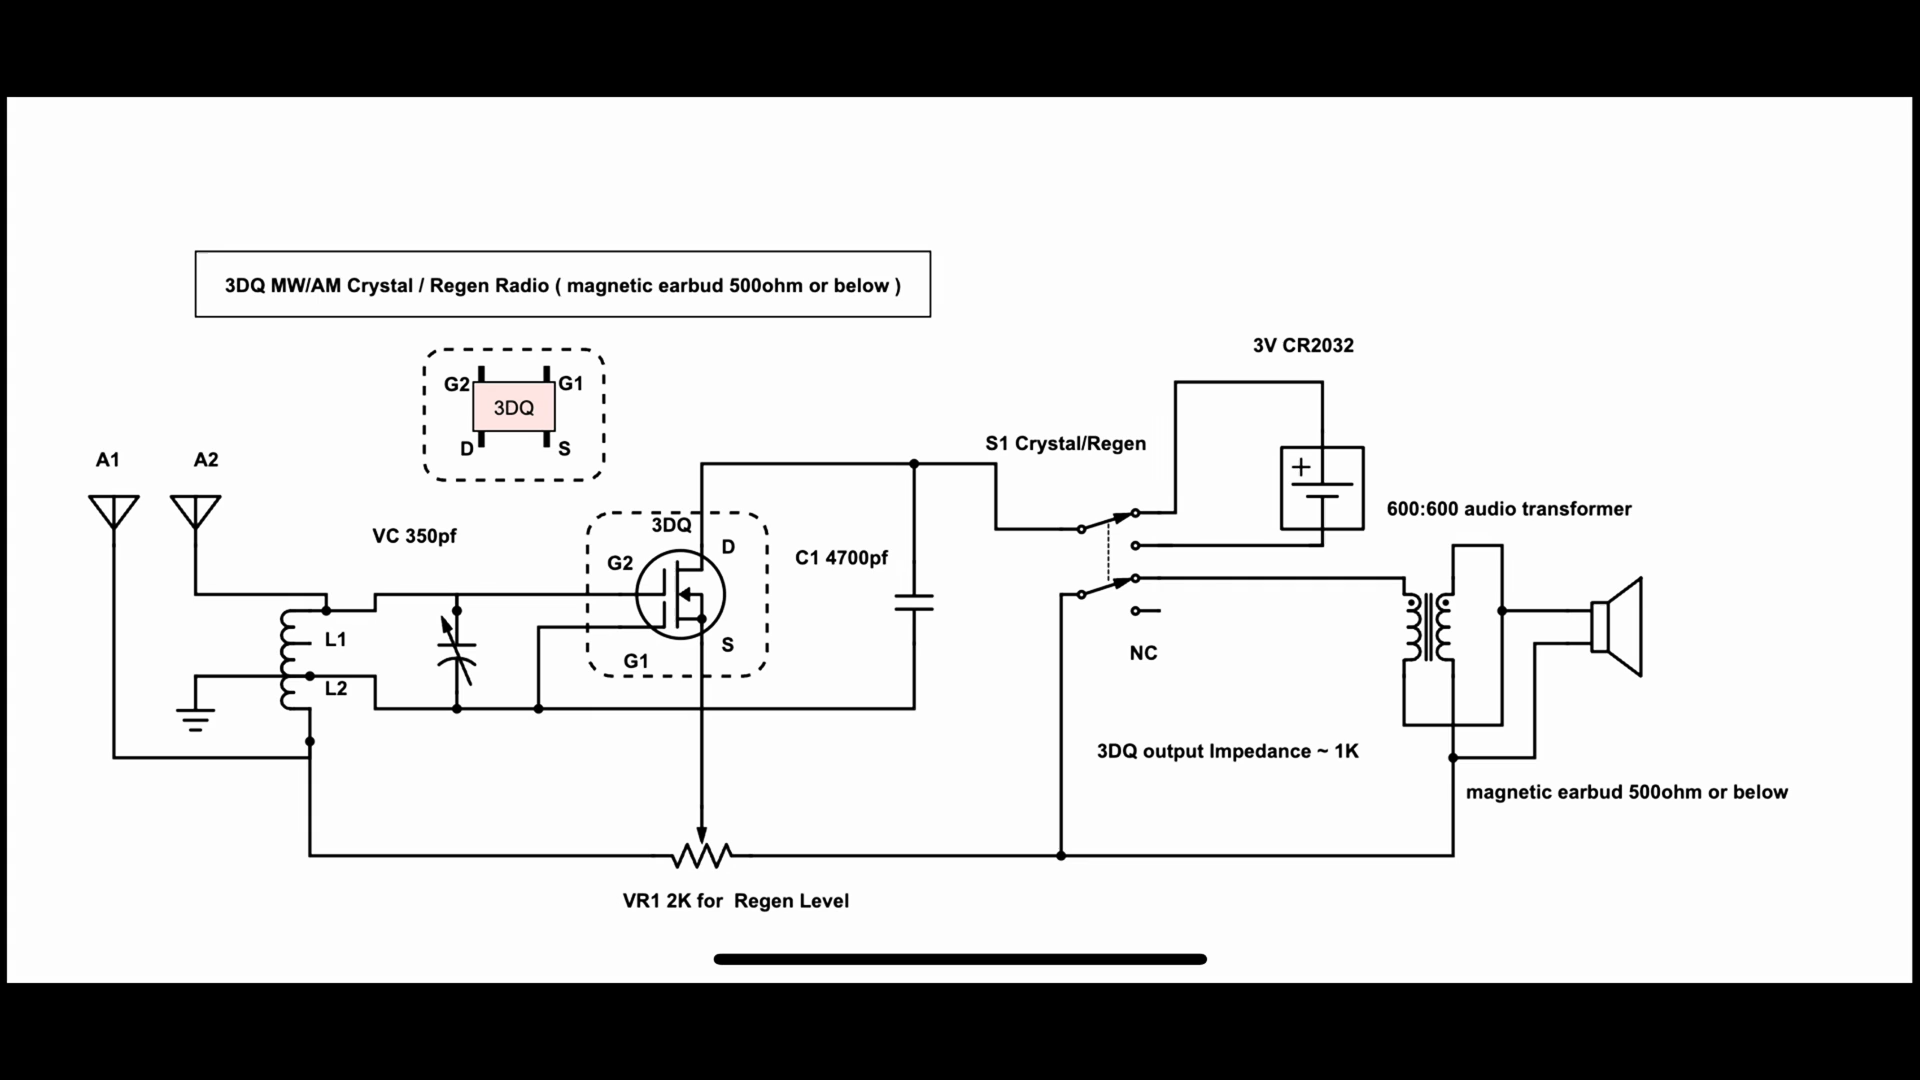 3DQ MW/AM Crystal / Regen Radio ( magnetic earbud 500ohm or below )
3V CR2032
G2
G1
3DQ
D
S
S1 Crystal/Regen
A1
A2
600:600 audio transformer
VC 350pf
3DQ
D
C1 4700pf
G2
+
L1
S
G1
NC
L2
3DQ output Impedance ~ 1K
magnetic earbud 500ohm or below
VR1 2K for Regen Level